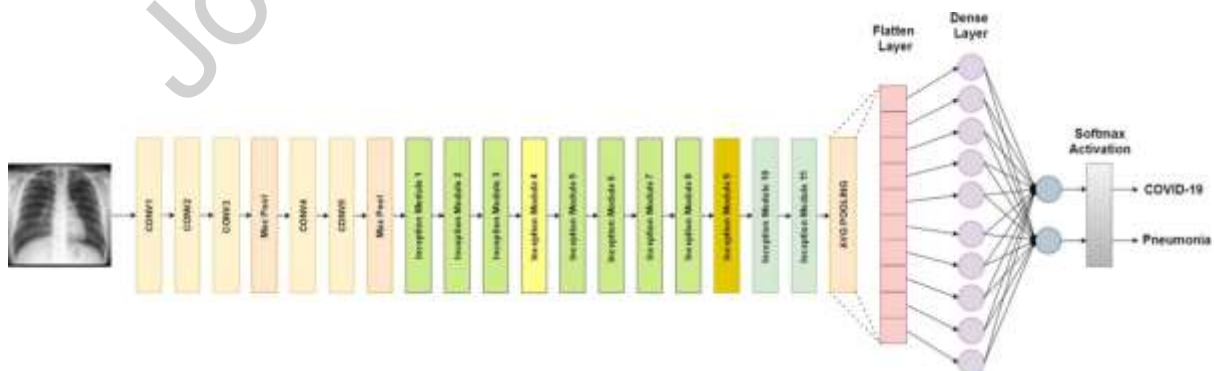 Jo
Flatten
Layer
Dense
Layer
CONV1
CONV2
CONV3
Max Pool
CONV4
CONV5
Max Pool
Inception Module 1
Inception Module 2
Inception Module 3
Inception Module 4
Inception Module 5
Inception Module 6
Inception Module 7
Inception Module 8
Inception Module 9
Inception Module 10
Inception Module 11
AVG POOLING
Softmax
Activation
COVID-19
Pneumonia